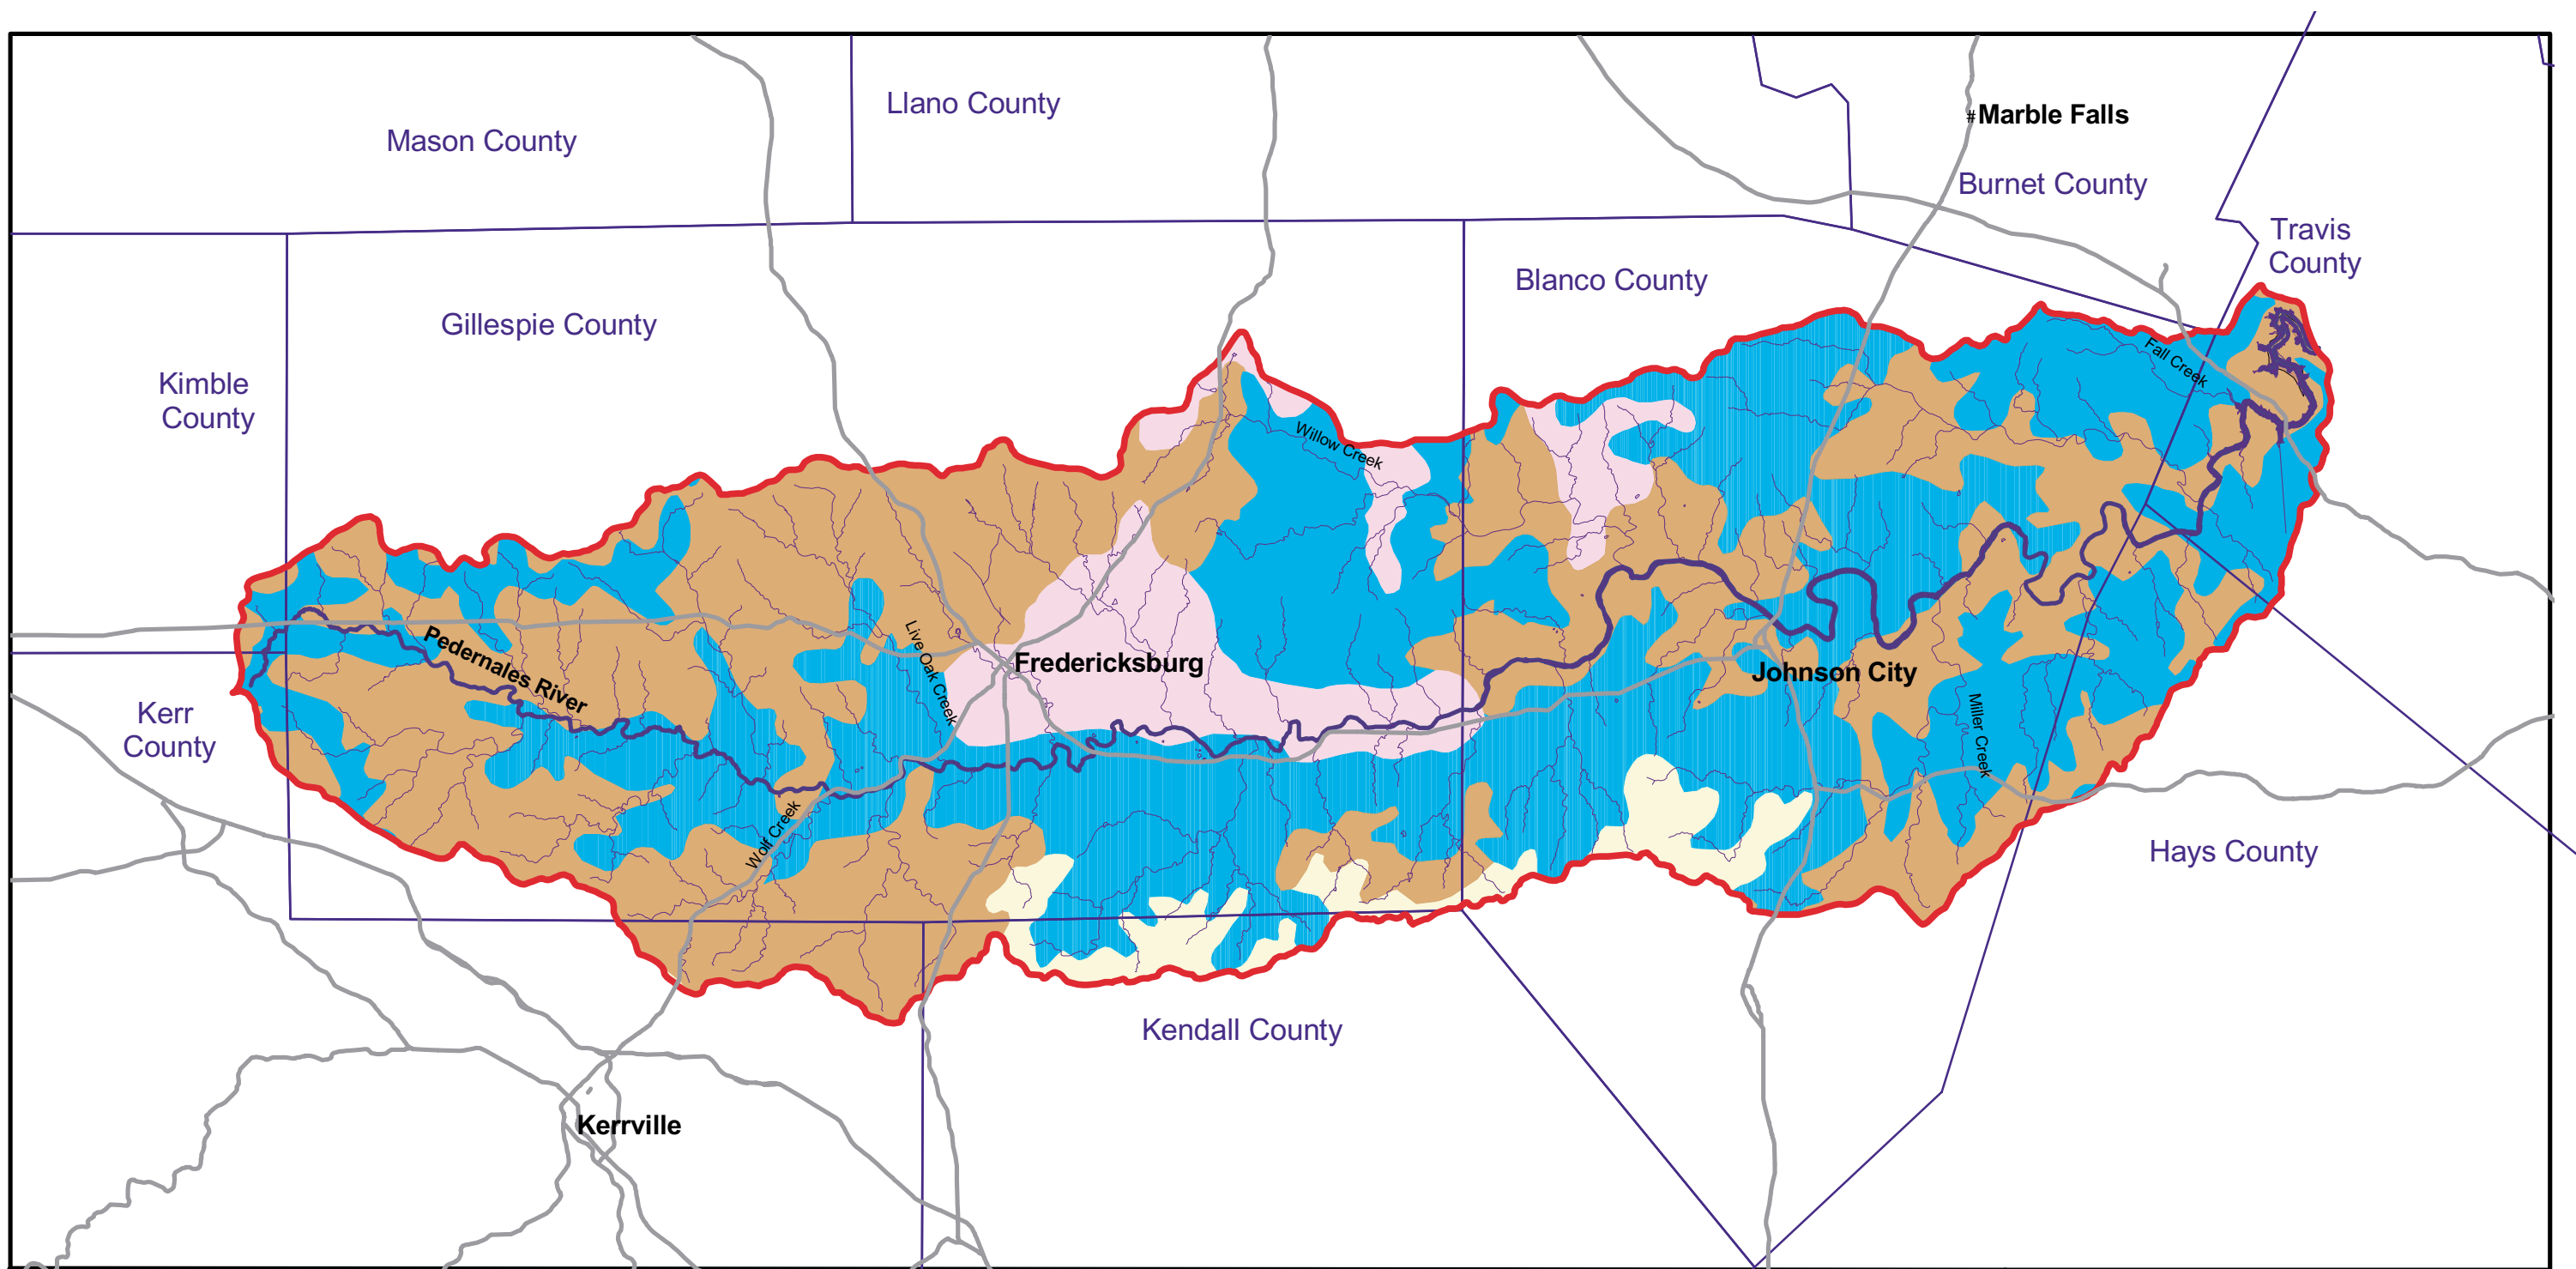 Llano County
#Marble Falls
Mason County
Burnet County
Travis
County
Blanco County
Gillespie County
Fall Creek
Kimble
County
Willow Creek
Pedernales River
Live Oak Creek
Fredericksburg
Johnson City
Kerr
County
Miller Creek
Wolf Creek
Hays County
Kendall County
Kerrville